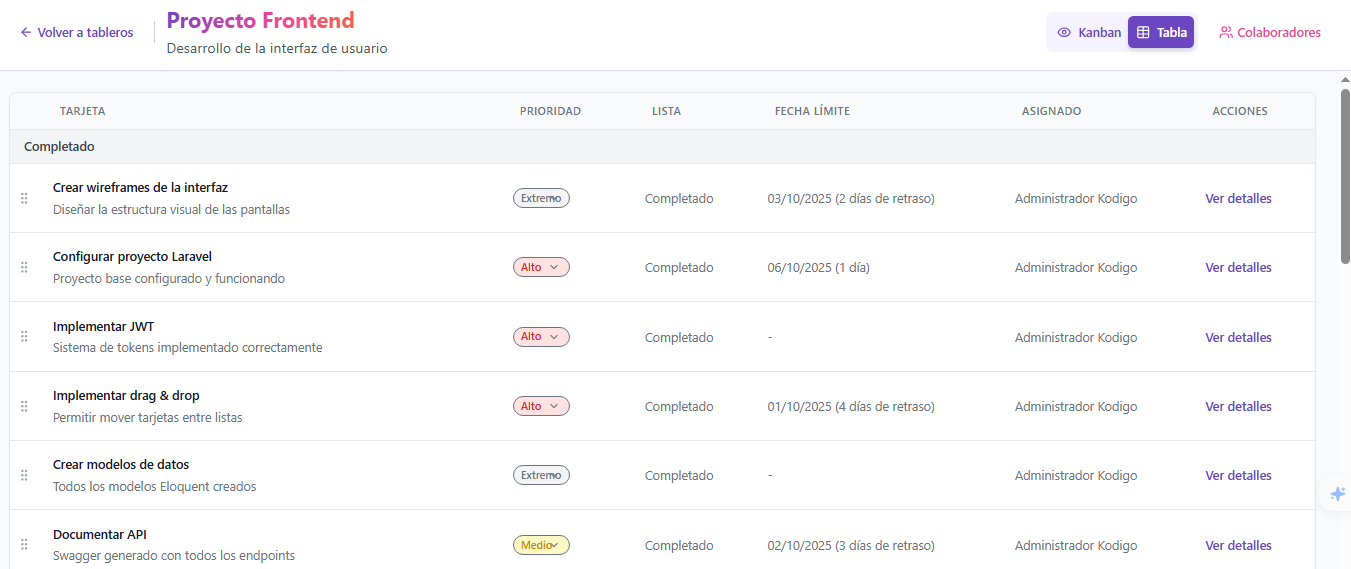 Volver a tableros
Proyecto Frontend
Desarrollo de la interfaz de usuario
Kanban
Tabla
Colaboradores
TARJETA PRIORIDAD LISTA FECHA LÍMITE ASIGNADO ACCIONES
Completado
Crear wireframes de la interfaz
Diseñar la estructura visual de las pantallas
Extremo Completado 03/10/2025 (2 días de retraso) Administrador Kodigo Ver detalles
Configurar proyecto Laravel
Proyecto base configurado y funcionando
Alto Completado 06/10/2025 (1 día) Administrador Kodigo Ver detalles
Implementar JWT
Sistema de tokens implementado correctamente
Alto Completado - Administrador Kodigo Ver detalles
Implementar drag & drop
Permitir mover tarjetas entre listas
Alto Completado 01/10/2025 (4 días de retraso) Administrador Kodigo Ver detalles
Crear modelos de datos
Todos los modelos Eloquent creados
Extremo Completado - Administrador Kodigo Ver detalles
Documentar API
Swagger generado con todos los endpoints
Medio Completado 02/10/2025 (3 días de retraso) Administrador Kodigo Ver detalles